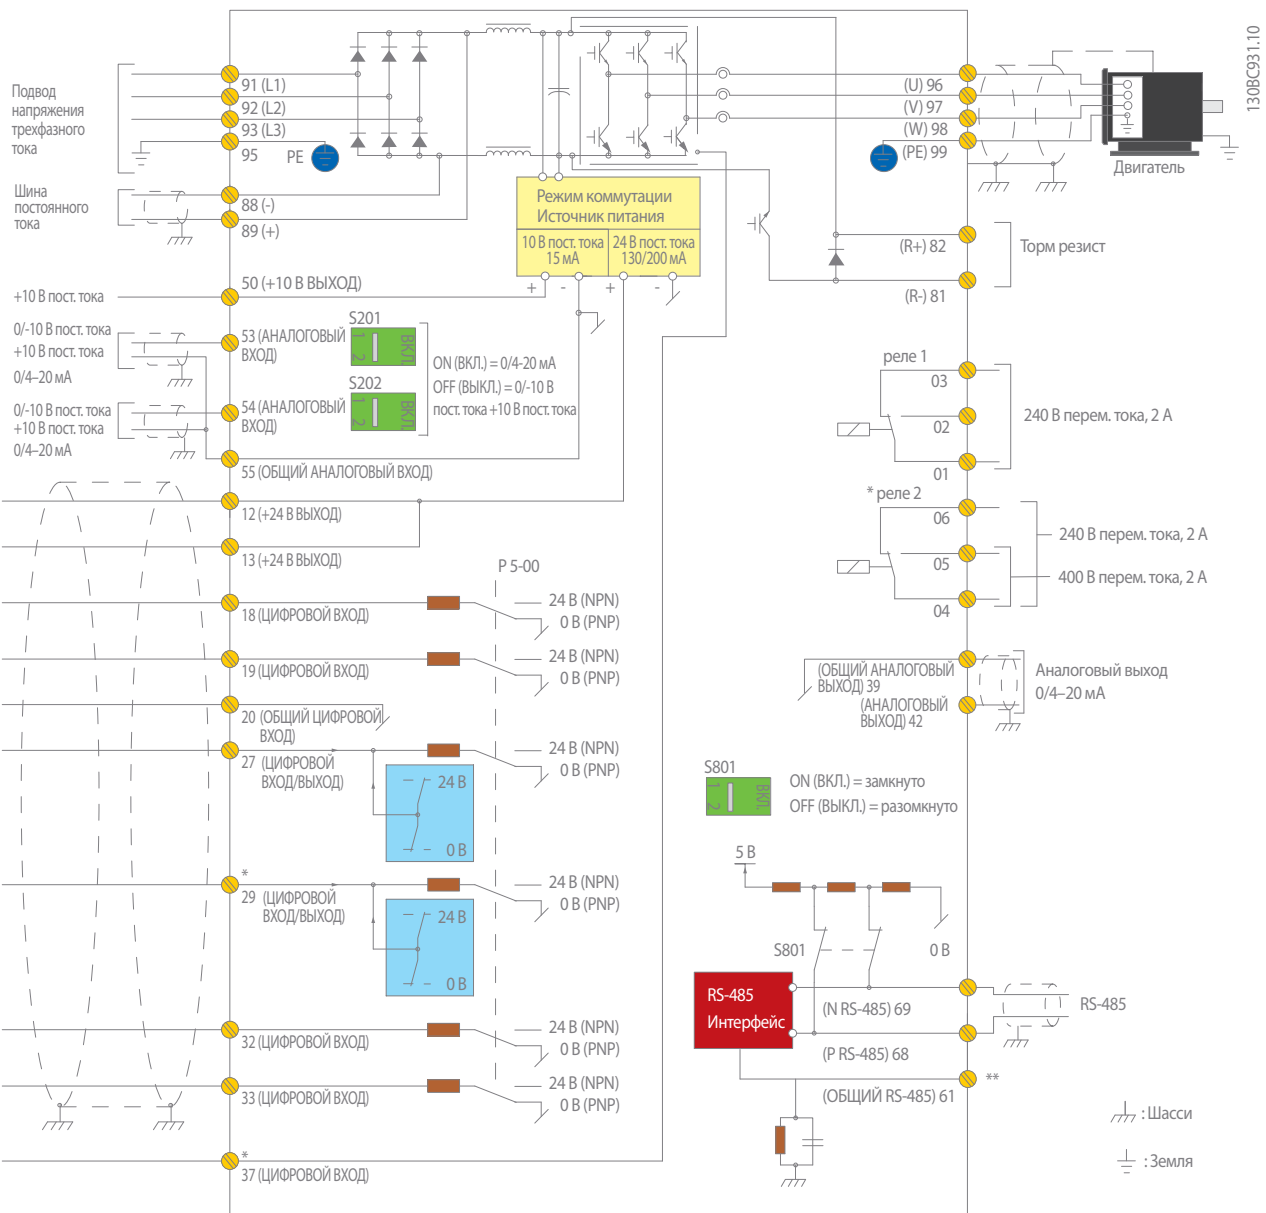 130BC931.10
Подвод
напряжения
трехфазного
тока
91 (L1)
92 (L2)
93 (L3)
95
PE
Шина
постоянного
тока
88 (-)
89 (+)
Режим коммутации
Источник питания
10 В пост. тока
15 мА
24 В пост. тока
130/200 мА
+ - + -
(U) 96
(V) 97
(W) 98
(PE) 99
Двигатель
(R+) 82
Торм резист
(R-) 81
+10 В пост. тока
50 (+10 В ВЫХОД)
0/-10 В пост. тока
+10 В пост. тока
0/4–20 мА
53 (АНАЛОГОВЫЙ
ВХОД)
S201
1
2
ВКЛ.
S202
1
2
ВКЛ.
ON (ВКЛ.) = 0/4-20 мА
OFF (ВЫКЛ.) = 0/-10 В
пост. тока +10 В пост. тока
0/-10 В пост. тока
+10 В пост. тока
0/4–20 мА
54 (АНАЛОГОВЫЙ
ВХОД)
55 (ОБЩИЙ АНАЛОГОВЫЙ ВХОД)
12 (+24 В ВЫХОД)
13 (+24 В ВЫХОД)
реле 1
03
02
01
240 В перем. тока, 2 А
* реле 2
06
05
04
240 В перем. тока, 2 А
400 В перем. тока, 2 А
P 5-00
18 (ЦИФРОВОЙ ВХОД)
24 В (NPN)
0 В (PNP)
19 (ЦИФРОВОЙ ВХОД)
24 В (NPN)
0 В (PNP)
20 (ОБЩИЙ ЦИФРОВОЙ
ВХОД)
27 (ЦИФРОВОЙ
ВХОД/ВЫХОД)
24 В (NPN)
0 В (PNP)
24 В
0 В
*
29 (ЦИФРОВОЙ
ВХОД/ВЫХОД)
24 В (NPN)
0 В (PNP)
24 В
0 В
32 (ЦИФРОВОЙ ВХОД)
24 В (NPN)
0 В (PNP)
33 (ЦИФРОВОЙ ВХОД)
24 В (NPN)
0 В (PNP)
*
37 (ЦИФРОВОЙ ВХОД)
(ОБЩИЙ АНАЛОГОВЫЙ
ВЫХОД) 39
(АНАЛОГОВЫЙ
ВЫХОД) 42
Аналоговый выход
0/4–20 мА
S801
1
2
ВКЛ.
ON (ВКЛ.) = замкнуто
OFF (ВЫКЛ.) = разомкнуто
5 В
S801
0 В
RS-485
Интерфейс
(N RS-485) 69
(P RS-485) 68
RS-485
(ОБЩИЙ RS-485) 61
**
: Шасси
: Земля